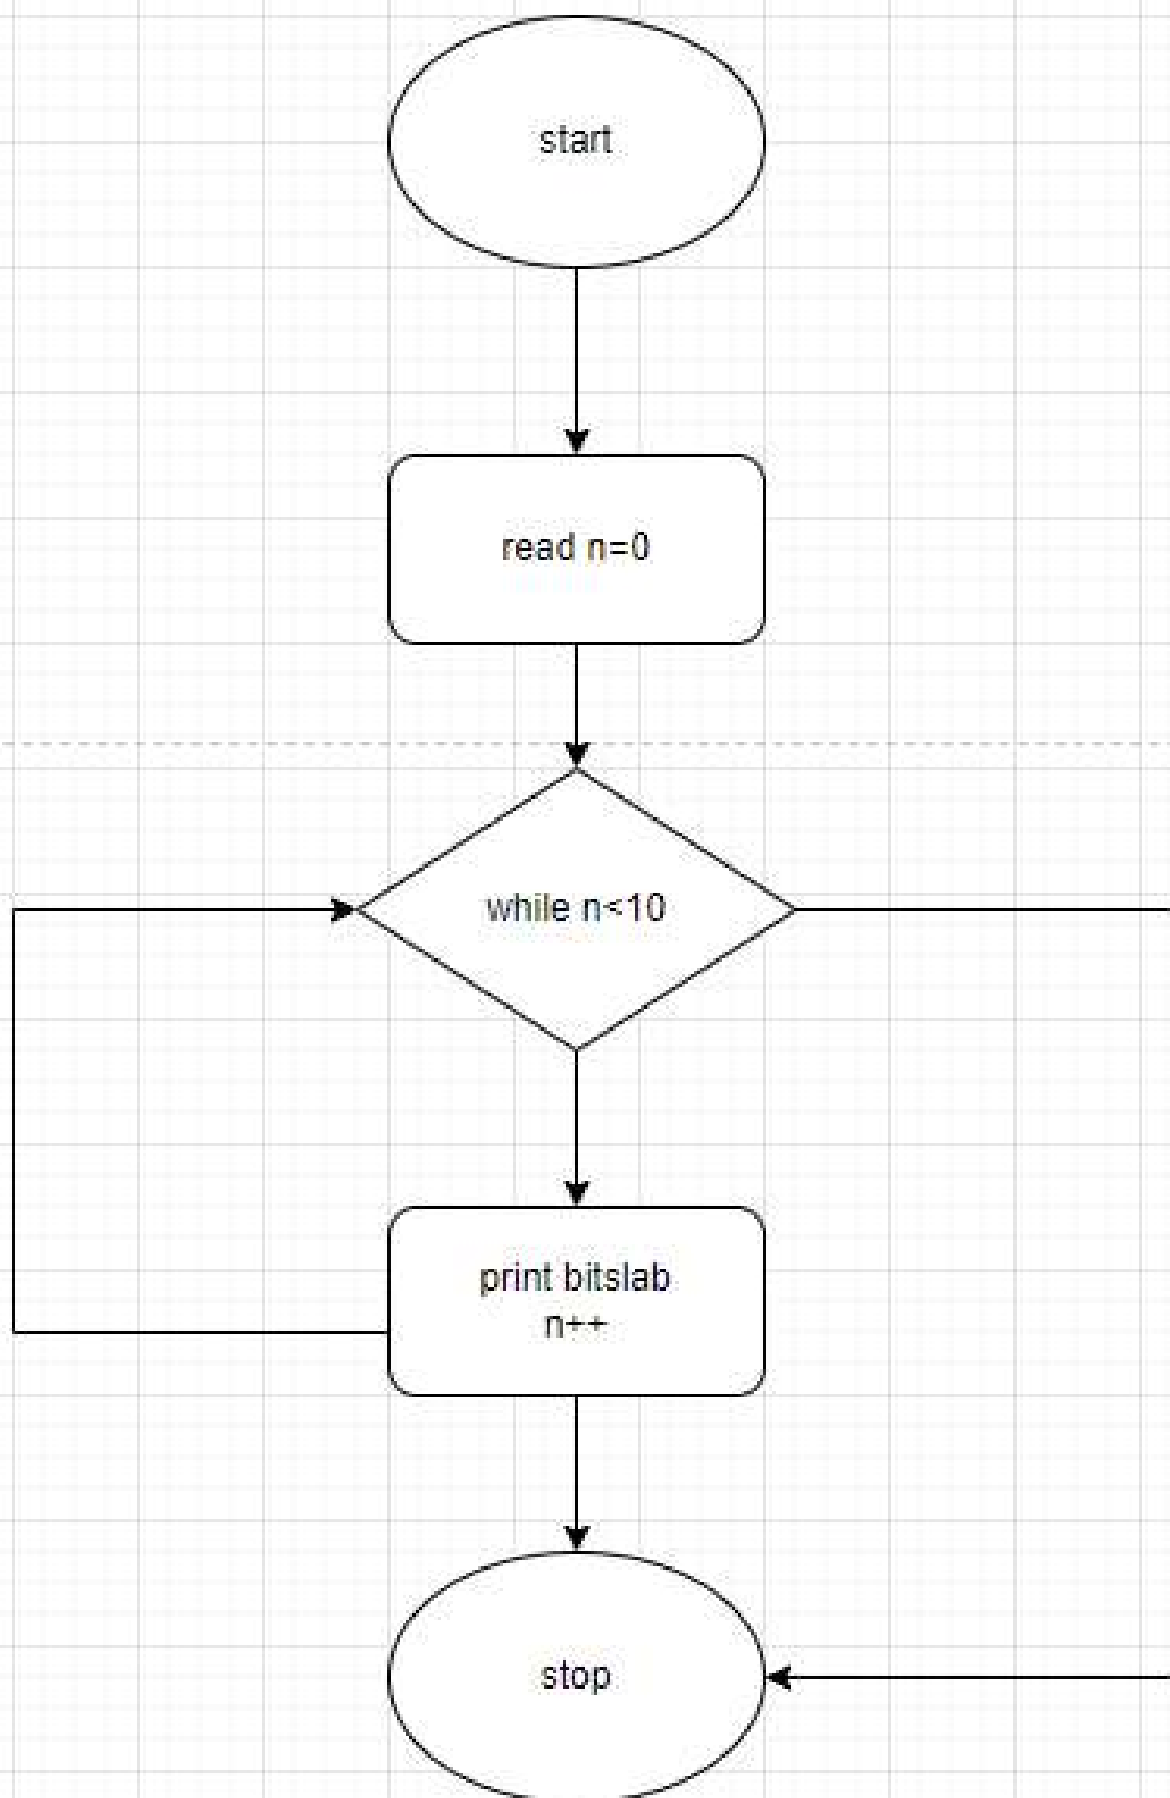 start
read n=0
while n<10
print bitslab
n++
stop